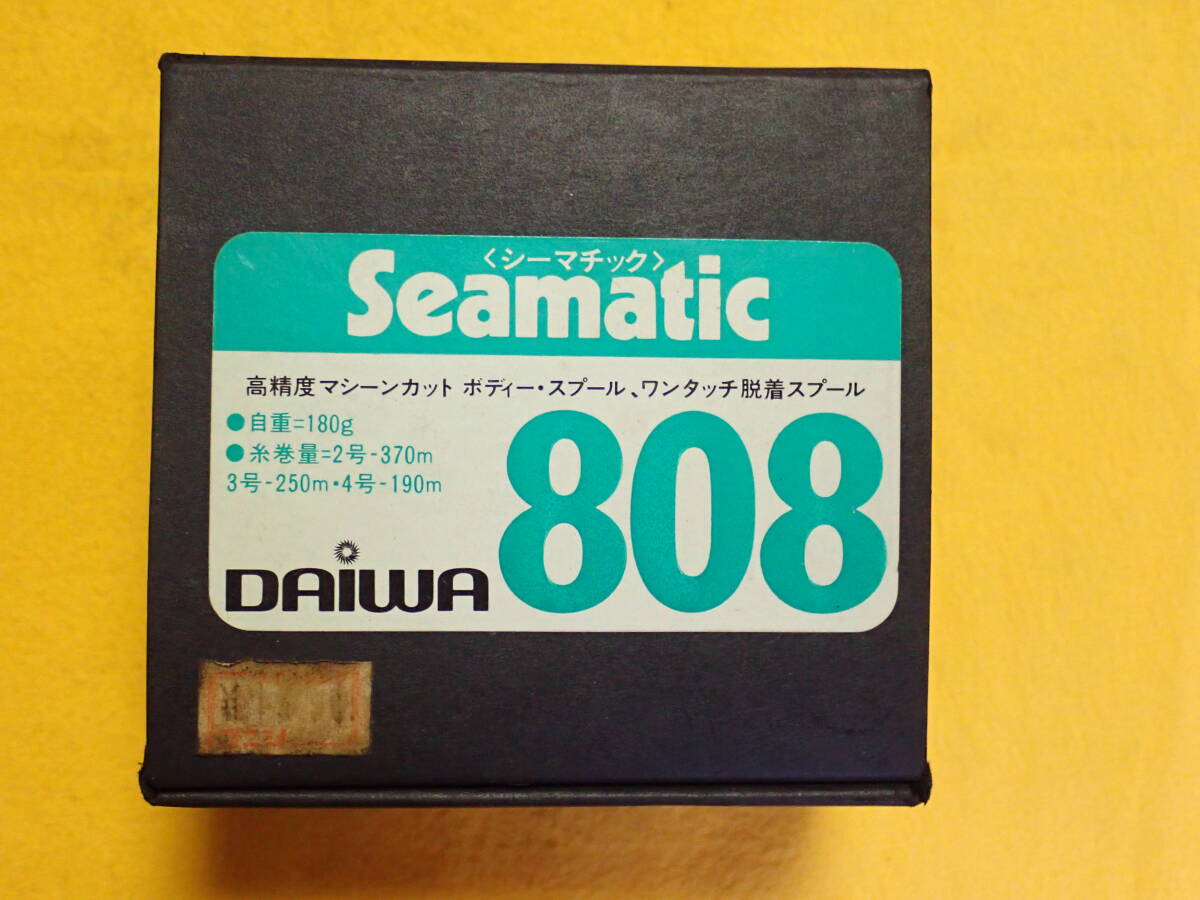 〈シーマチック〉
Seamatic
高精度マシーンカット ボディー・スプール、ワンタッチ脱着スプール
●自重=180g
●糸巻量=2号-370m
3号-250m・4号-190m
808
DAIWA